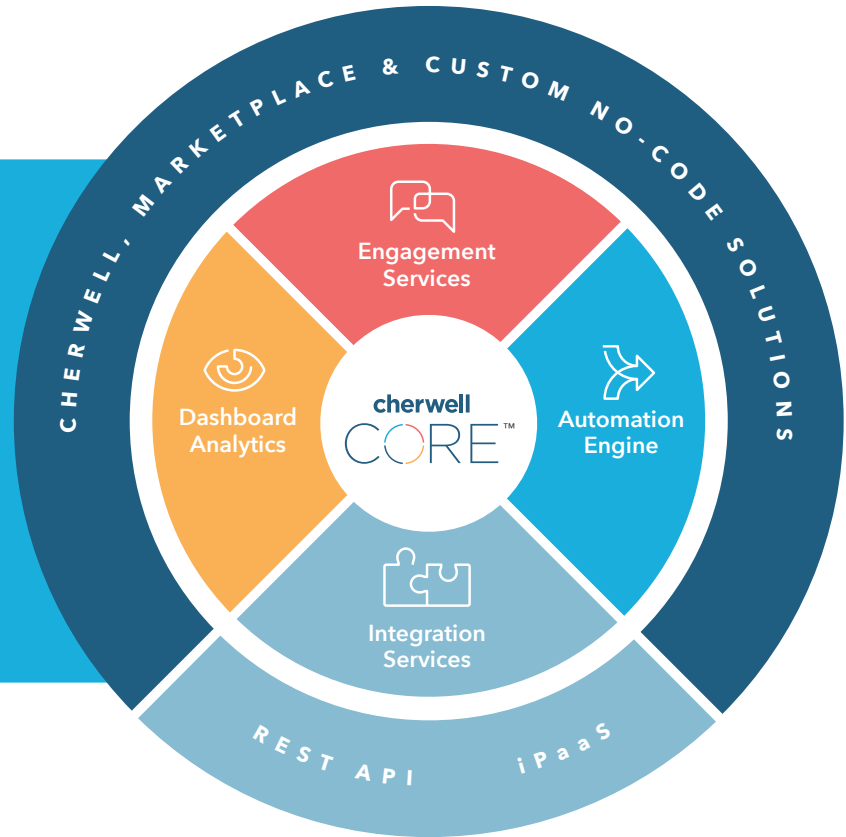 CHERWELL, MARKETPLACE & CUSTOM NO-CODE SOLUTIONS
Engagement
Services
Dashboard
Analytics
cherwell
CORE™
Automation
Engine
Integration
Services
REST API
iPaaS